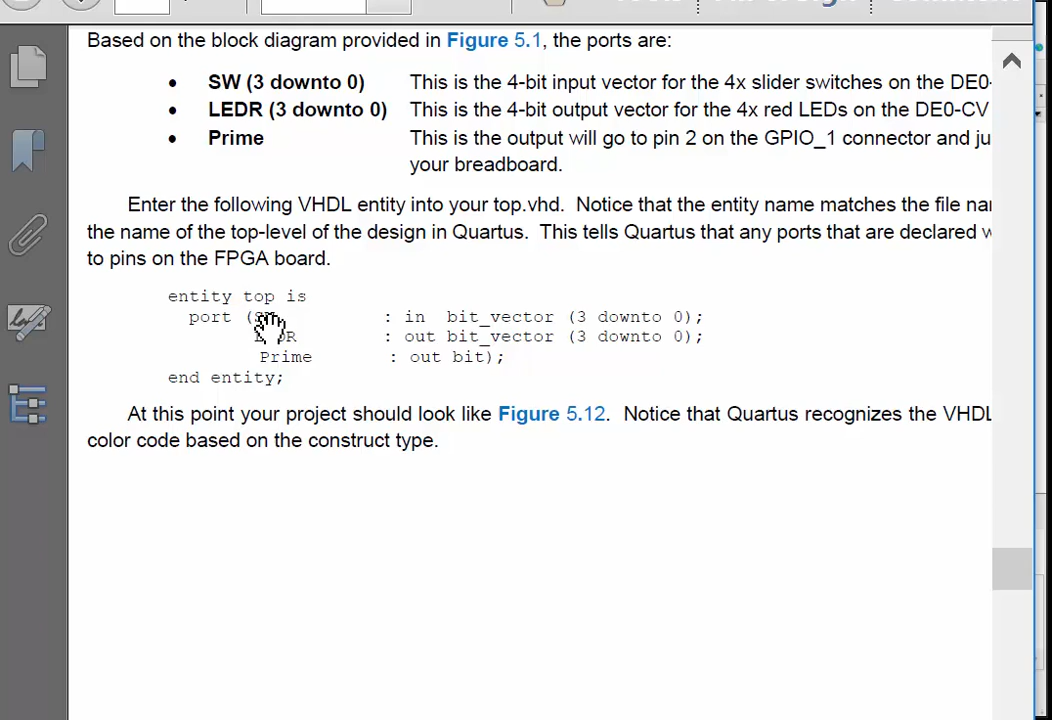 Based on the block diagram provided in Figure 5.1, the ports are:
• SW (3 downto 0) This is the 4-bit input vector for the 4x slider switches on the DE0-
• LEDR (3 downto 0) This is the 4-bit output vector for the 4x red LEDs on the DE0-CV
• Prime This is the output will go to pin 2 on the GPIO_1 connector and
your breadboard.
Enter the following VHDL entity into your top.vhd. Notice that the entity name matches the file
the name of the top-level of the design in Quartus. This tells Quartus that any ports that are declared
to pins on the FPGA board.
entity top is
port ( : in bit_vector (3 downto 0);
: out bit_vector (3 downto 0);
Prime : out bit);
end entity;
At this point your project should look like Figure 5.12. Notice that Quartus recognizes the VHDL
color code based on the construct type.